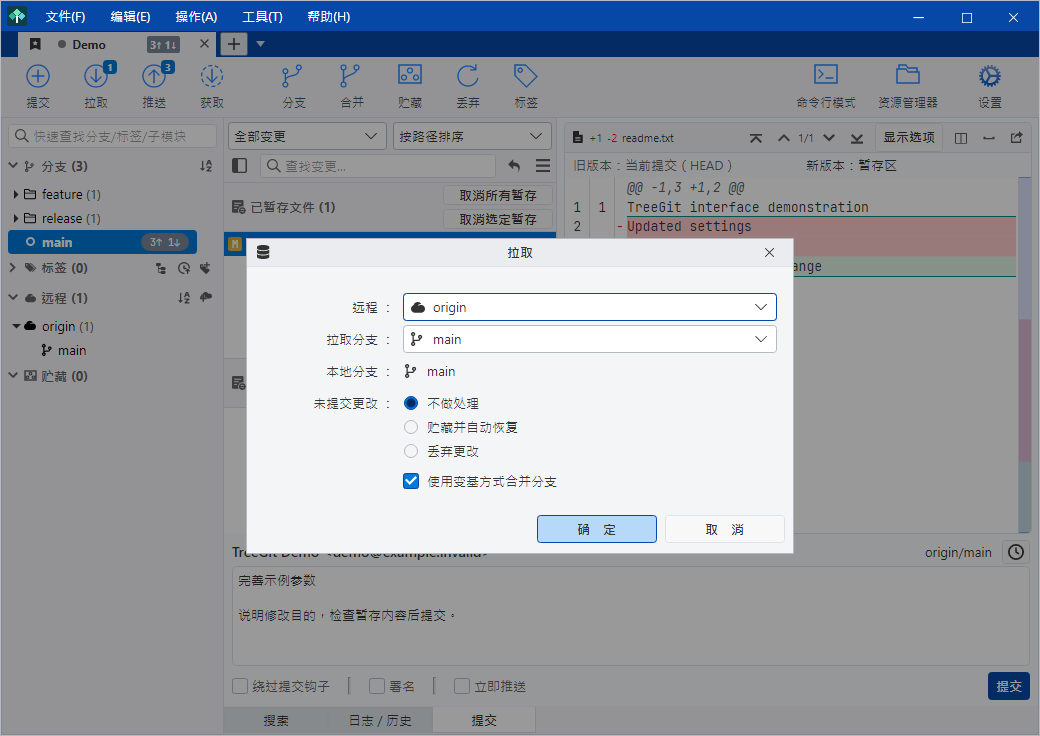 文件(F) 编辑(E) 操作(A) 工具(T) 帮助(H)
Demo 3↑ 1↓
1 3
提交 拉取 推送 获取 分支 合并 贮藏 丢弃 标签 命令行模式 资源管理器 设置
快速查找分支/标签/子模块
分支 (3)
feature (1)
release (1)
main 3↑ 1↓
标签 (0)
远程 (1)
origin (1)
main
贮藏 (0)
全部变更 按路径排序
查找变更...
取消所有暂存
已暂存文件 (1)
取消选定暂存
M
+1 -2 readme.txt 1/1 显示选项
旧版本：当前提交 ( HEAD ) 新版本：暂存区
@@ -1,3 +1,2 @@
1 1 TreeGit interface demonstration
2 -Updated settings
ange
拉取
远程 : origin
拉取分支 : main
本地分支 : main
未提交更改 : 不做处理
贮藏并自动恢复
丢弃更改
使用变基方式合并分支
确 定 取 消
TreeGit Demo <demo@example.invalid> origin/main
完善示例参数
说明修改目的，检查暂存内容后提交。
绕过提交钩子 署名 立即推送 提交
搜索 日志 / 历史 提交